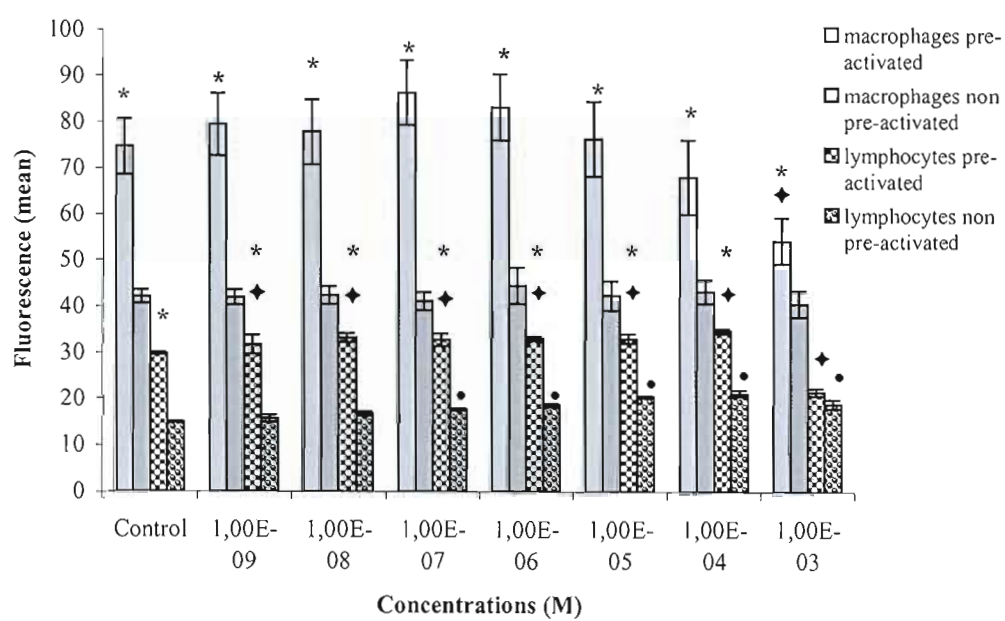 100
90
80
70
60
50
40
30
20
10
0
Fluorescence (mean)
* * * * * * * *
✦
* * * * * * *
✦ ✦ ✦ ✦ ✦ ✦ ✦
• • • • •
macrophages pre-
activated
macrophages non
pre-activated
lymphocytes pre-
activated
lymphocytes non
pre-activated
Control
1,00E-
09
1,00E-
08
1,00E-
07
1,00E-
06
1,00E-
05
1,00E-
04
1,00E-
03
Concentrations (M)